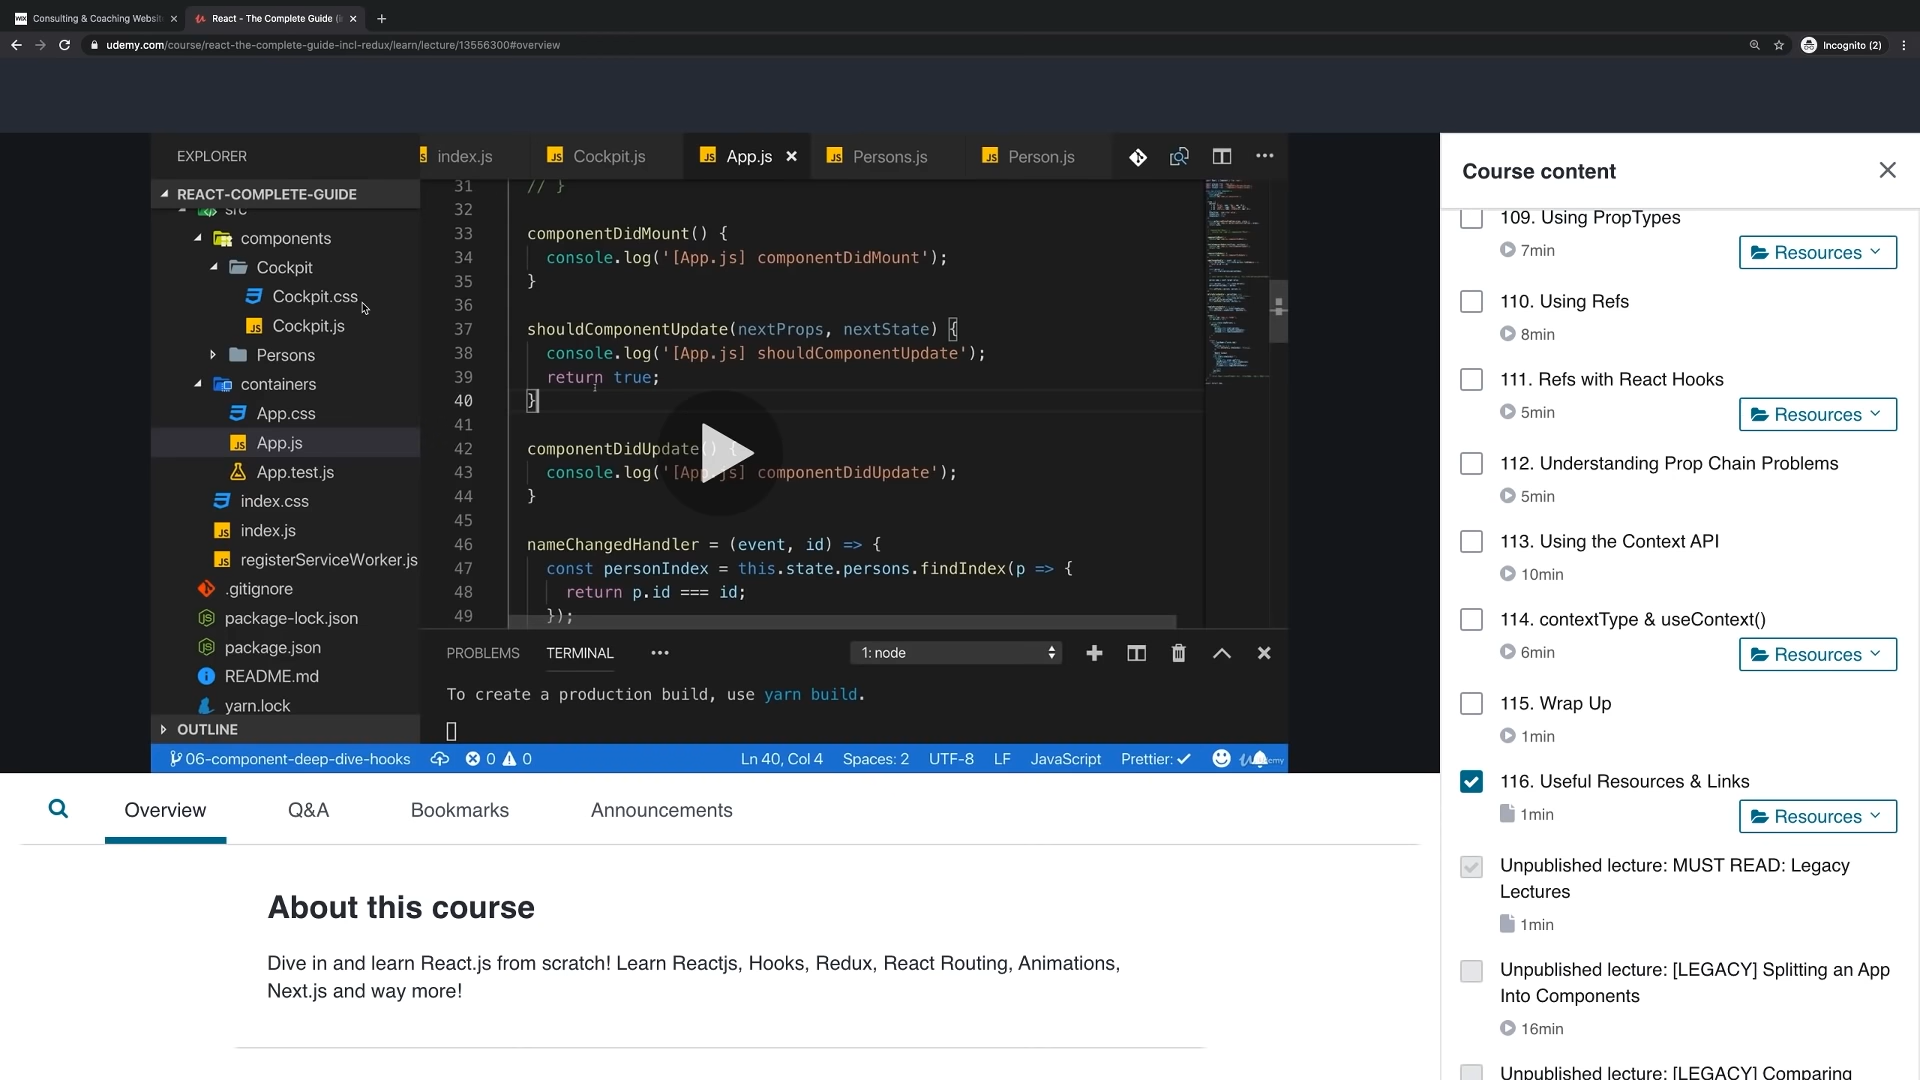 Consulting & Coaching Websit
React - The Complete Guide (i
udemy.com/course/react-the-complete-guide-incl-redux/learn/lecture/13556300#overview
Incognito (2)
EXPLORER
REACT-COMPLETE-GUIDE
src
components
Cockpit
Cockpit.css
Cockpit.js
Persons
containers
App.css
App.js
App.test.js
index.css
index.js
registerServiceWorker.js
.gitignore
package-lock.json
package.json
README.md
yarn.lock
OUTLINE
index.js
Cockpit.js
App.js
Persons.js
Person.js
31 // }
32
33 componentDidMount() {
34 console.log('[App.js] componentDidMount');
35 }
36
37 shouldComponentUpdate(nextProps, nextState) {
38 console.log('[App.js] shouldComponentUpdate');
39 return true;
40 }
41
42 componentDidUpdate() {
43 console.log('[App.js] componentDidUpdate');
44 }
45
46 nameChangedHandler = (event, id) => {
47 const personIndex = this.state.persons.findIndex(p => {
48 return p.id === id;
49 });
PROBLEMS TERMINAL
1: node
To create a production build, use yarn build.
06-component-deep-dive-hooks 0 0 Ln 40, Col 4 Spaces: 2 UTF-8 LF JavaScript Prettier: ✓
Overview Q&A Bookmarks Announcements
About this course
Dive in and learn React.js from scratch! Learn Reactjs, Hooks, Redux, React Routing, Animations,
Next.js and way more!
Course content
109. Using PropTypes
7min
Resources
110. Using Refs
8min
111. Refs with React Hooks
5min
Resources
112. Understanding Prop Chain Problems
5min
113. Using the Context API
10min
114. contextType & useContext()
6min
Resources
115. Wrap Up
1min
116. Useful Resources & Links
1min
Resources
Unpublished lecture: MUST READ: Legacy
Lectures
1min
Unpublished lecture: [LEGACY] Splitting an App
Into Components
16min
Unpublished lecture: [LEGACY] Comparing